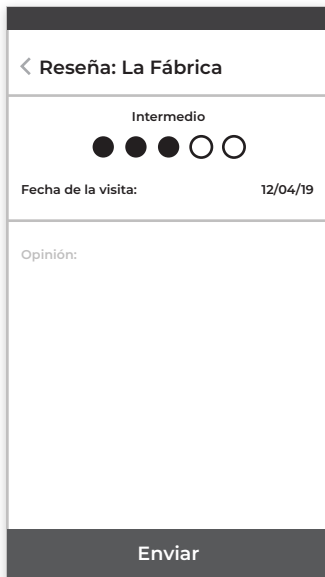 Reseña: La Fábrica
Intermedio
Fecha de la visita: 12/04/19
Opinión:
Enviar